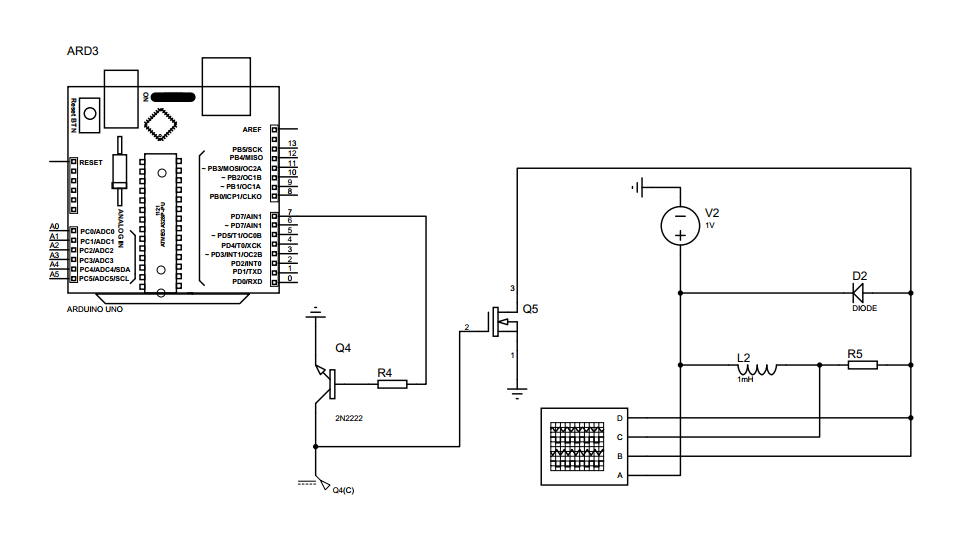 ARD3
ON
Reset BTN
AREF
13
PB5/SCK
12
PB4/MISO
11
RESET
~ PB3/MOSI/OC2A
10
~ PB2/OC1B
9
~ PB1/OC1A
8
PB0/ICP1/CLKO
1121
ANALOG IN
7
PD7/AIN1
6
~ PD7/AIN1
5
~ PD5/T1/OC0B
4
PD4/T0/XCK
3
~ PD3/INT1/OC2B
2
PD2/INT0
1
PD1/TXD
0
PD0/RXD
A0
PC0/ADC0
A1
PC1/ADC1
A2
PC2/ADC2
A3
PC3/ADC3
A4
PC4/ADC4/SDA
A5
PC5/ADC5/SCL
ARDUINO UNO
V2
1V
D2
DIODE
3
Q5
2
1
Q4
R4
2N2222
L2
1mH
R5
D
C
B
A
Q4(C)